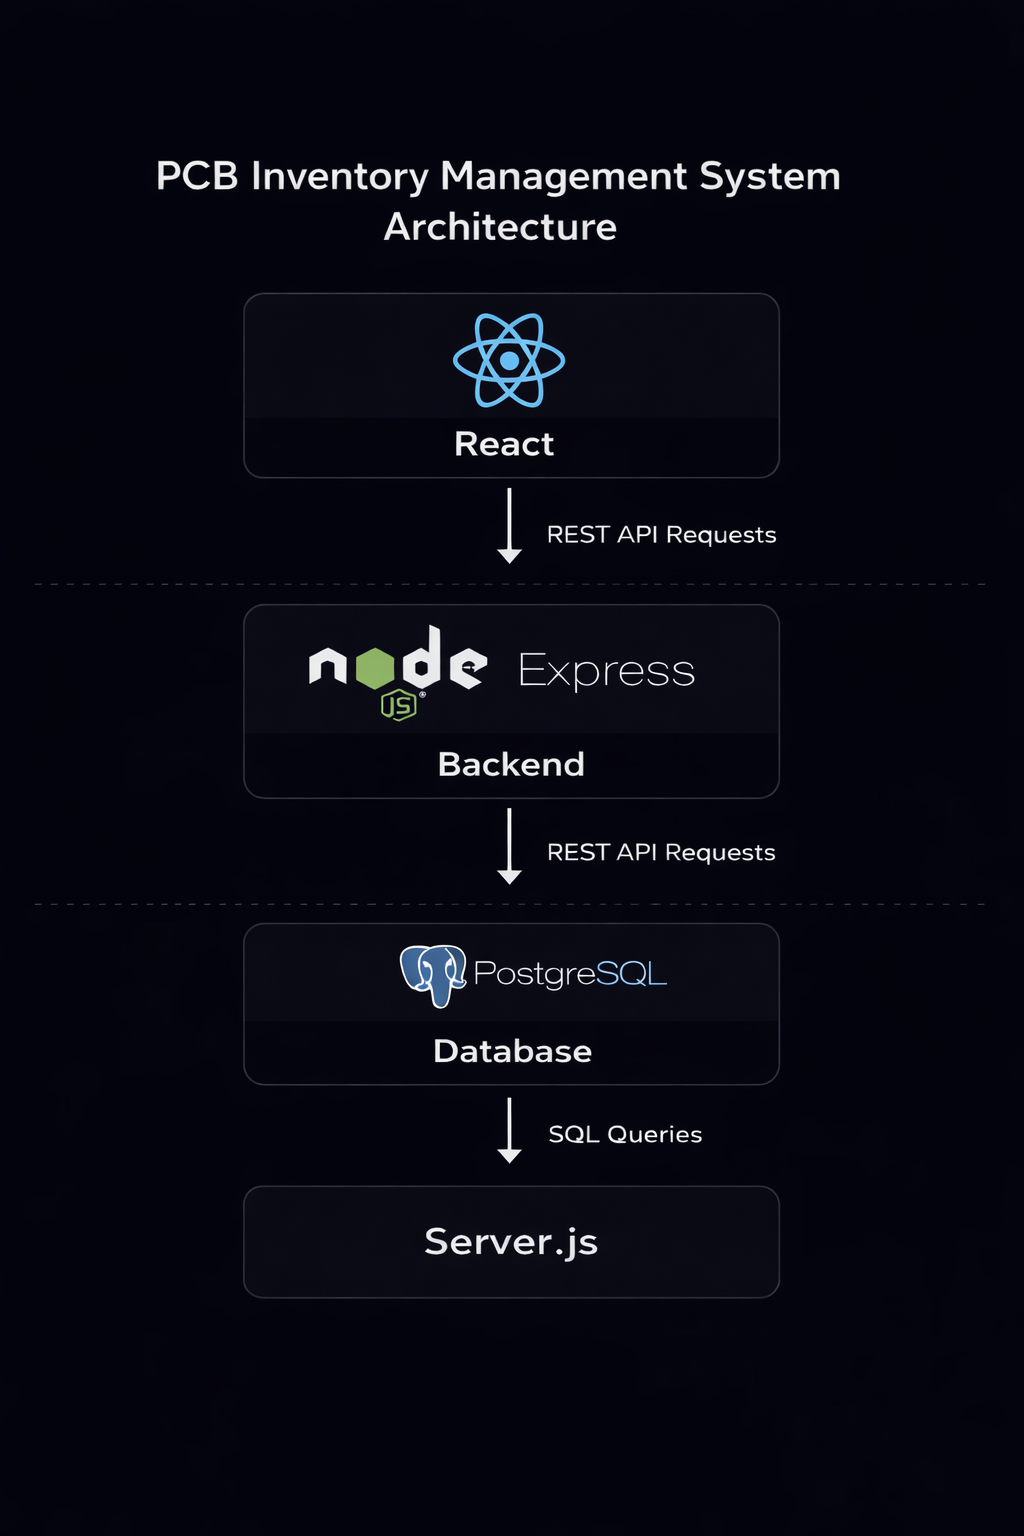 PCB Inventory Management System
Architecture
React
REST API Requests
node Express
JS ®
Backend
REST API Requests
PostgreSQL
Database
SQL Queries
Server.js